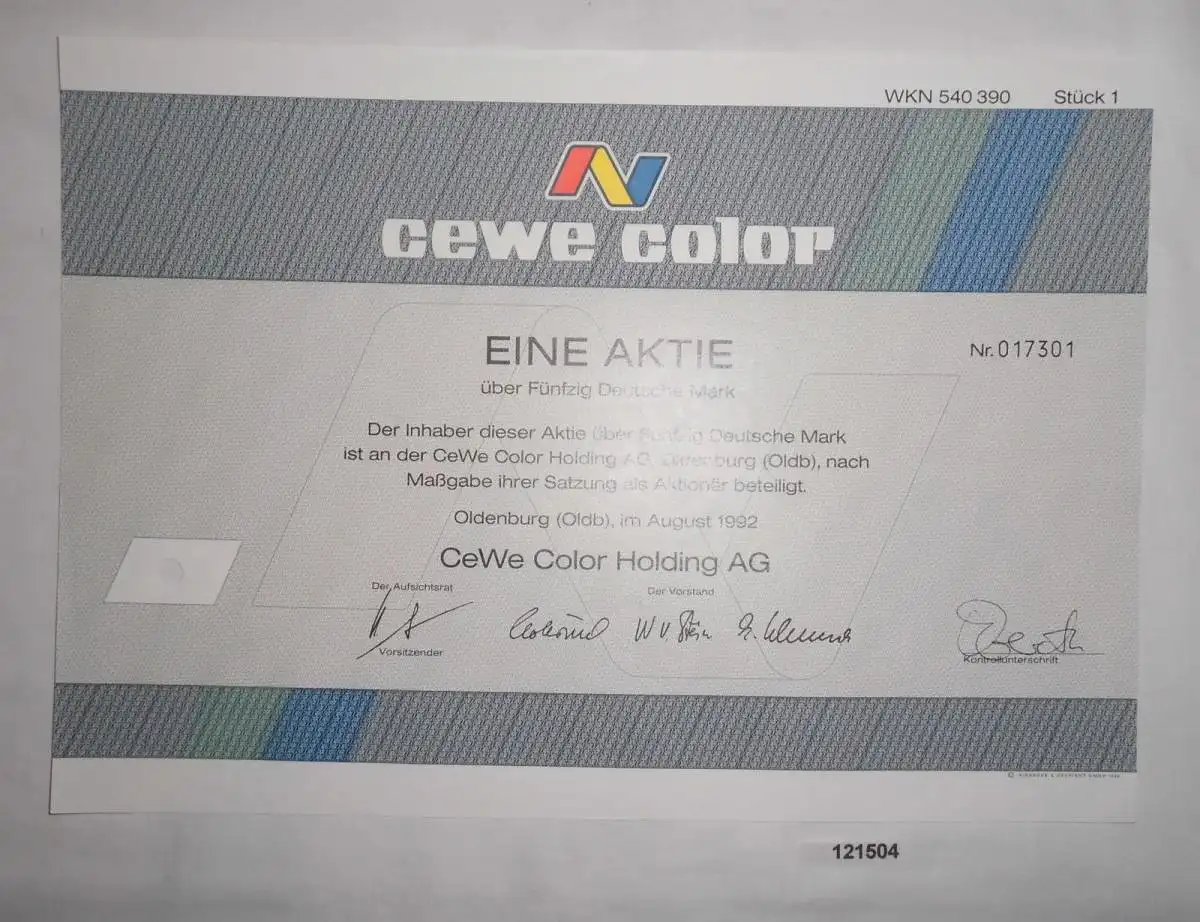 WKN 540 390 Stück 1
cewe color
EINE AKTIE
Nr. 017301
über Fünfzig Deutsche Mark
Der Inhaber dieser Aktie über Fünfzig Deutsche Mark
ist an der CeWe Color Holding AG, Oldenburg (Oldb), nach
Maßgabe ihrer Satzung als Aktionär beteiligt.
Oldenburg (Oldb), im August 1992
CeWe Color Holding AG
Der Aufsichtsrat Der Vorstand
Vorsitzender
Kontrollunterschrift
121504